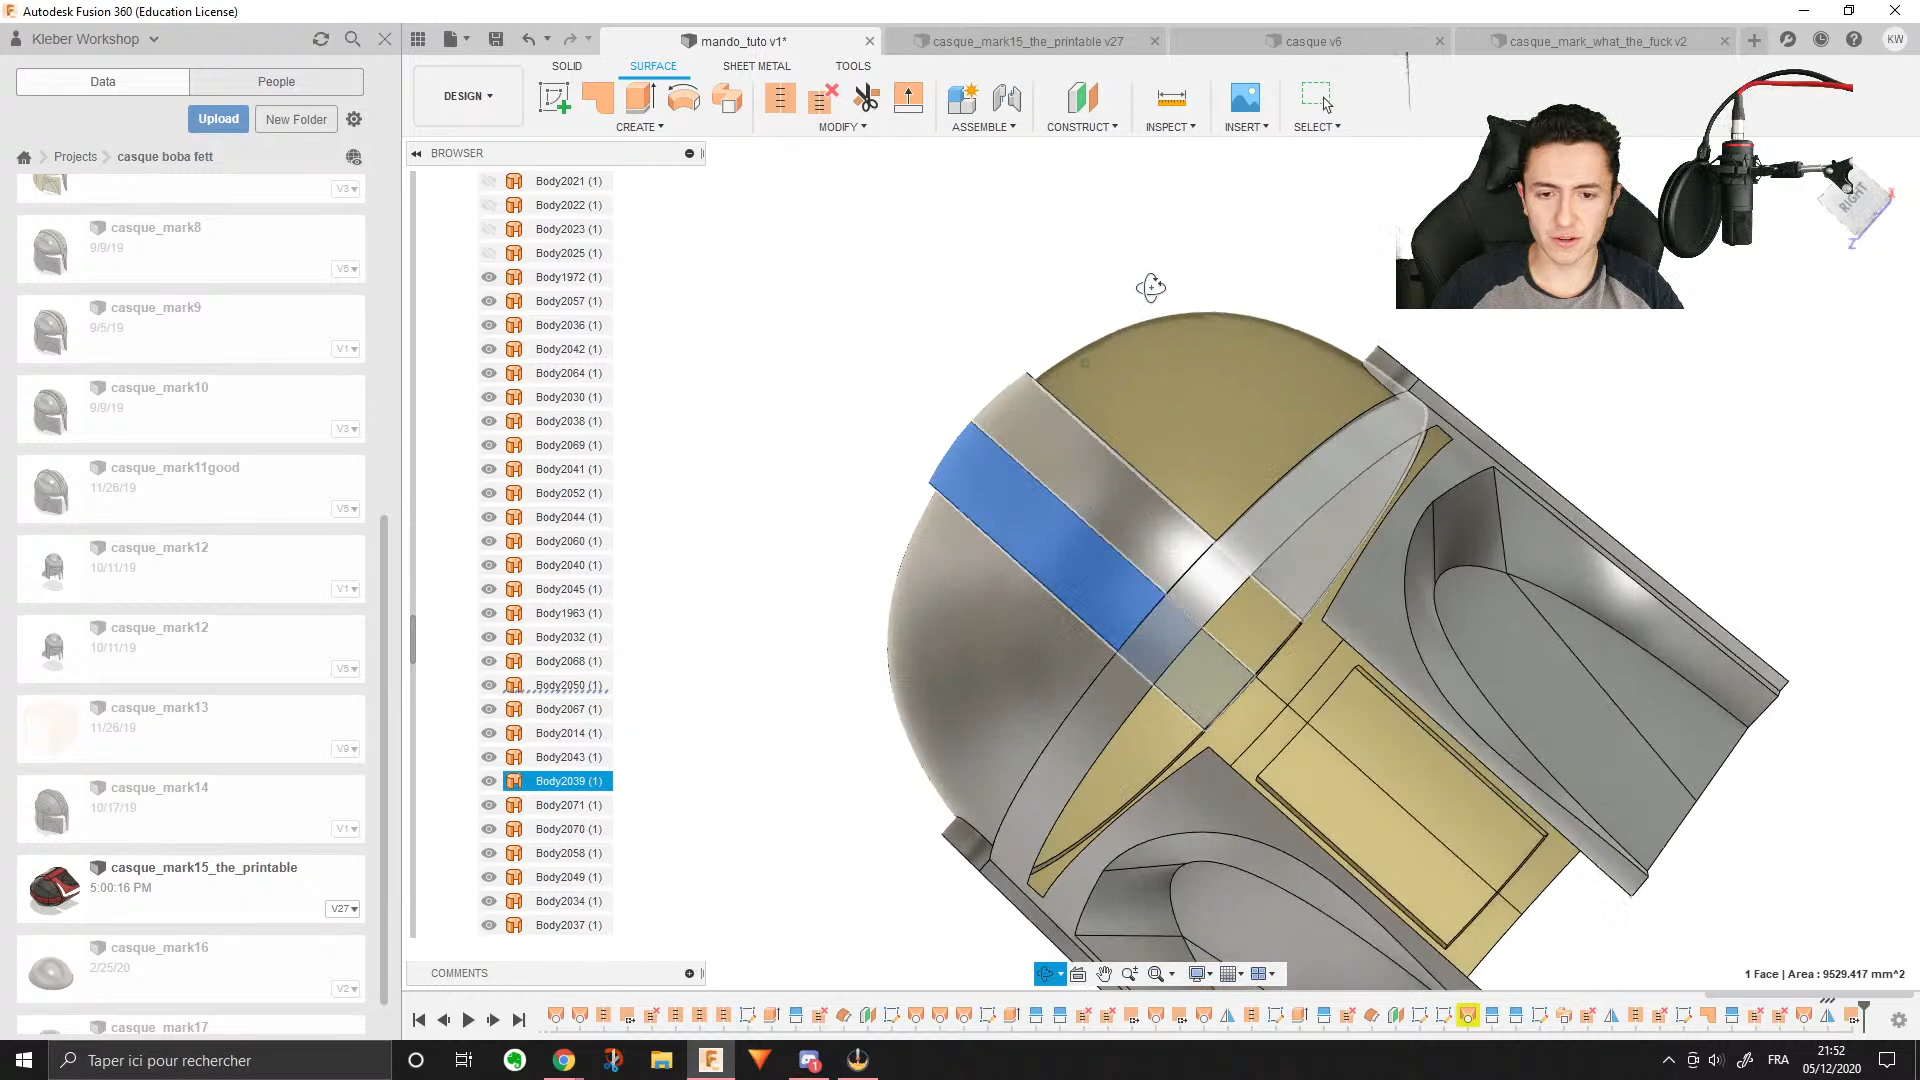 Autodesk Fusion 360 (Education License)
Kleber Workshop
mando_tuto v1*
casque_mark15_the_printable v27
casque v6
casque_mark_what_the_fuck v2
KW
SOLID
SURFACE
SHEET METAL
TOOLS
Data
People
DESIGN
Upload
New Folder
CREATE
MODIFY
ASSEMBLE
CONSTRUCT
INSPECT
INSERT
SELECT
Projects
casque boba fett
BROWSER
V3
casque_mark8
9/9/19
V5
casque_mark9
9/5/19
V1
casque_mark10
9/9/19
V3
casque_mark11good
11/26/19
V5
casque_mark12
10/11/19
V1
casque_mark12
10/11/19
V5
casque_mark13
11/26/19
V9
casque_mark14
10/17/19
V1
casque_mark15_the_printable
5:00:16 PM
V27
casque_mark16
2/25/20
V2
casque_mark17
Body2021 (1)
Body2022 (1)
Body2023 (1)
Body2025 (1)
Body1972 (1)
Body2057 (1)
Body2036 (1)
Body2042 (1)
Body2064 (1)
Body2030 (1)
Body2038 (1)
Body2069 (1)
Body2041 (1)
Body2052 (1)
Body2044 (1)
Body2060 (1)
Body2040 (1)
Body2045 (1)
Body1963 (1)
Body2032 (1)
Body2068 (1)
Body2050 (1)
Body2067 (1)
Body2014 (1)
Body2043 (1)
Body2039 (1)
Body2071 (1)
Body2070 (1)
Body2058 (1)
Body2049 (1)
Body2034 (1)
Body2037 (1)
RIGHT
X
Z
COMMENTS
1 Face | Area : 9529.417 mm^2
Taper ici pour rechercher
1
FRA
21:52
05/12/2020